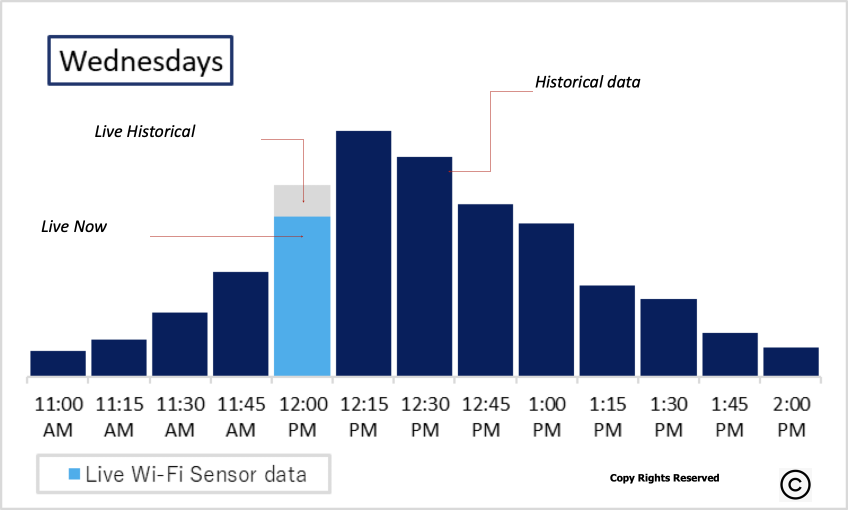 Wednesdays
Historical data
Live Historical
Live Now
11:00 11:15 11:30 11:45 12:00 12:15 12:30 12:45 1:00 1:15 1:30 1:45 2:00
AM AM AM AM PM PM PM PM PM PM PM PM PM
Live Wi-Fi Sensor data
Copy Rights Reserved ©